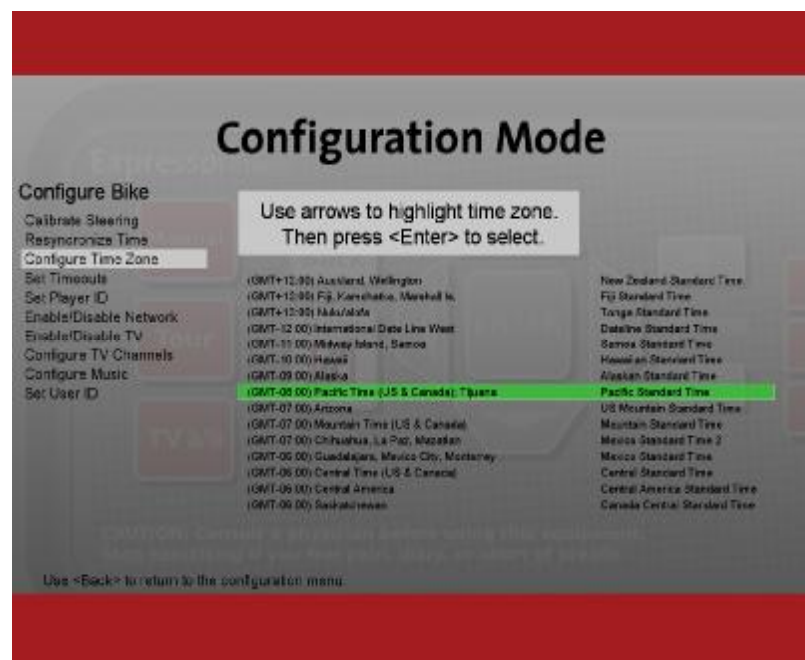 Configuration Mode
Configure Bike
Calibrate Steering
Resyncronize Time
Configure Time Zone
Set Timeouts
Set Player ID
Enable/Disable Network
Enable/Disable TV
Configure TV Channels
Configure Music
Set User ID
Use arrows to highlight time zone.
Then press <Enter> to select.
(GMT+12:00) Auckland, Wellington New Zealand Standard Time
(GMT+12:00) Fiji, Kamchatka, Marshall Is. Fiji Standard Time
(GMT+13:00) Nuku'alofa Tonga Standard Time
(GMT-12:00) International Date Line West Dateline Standard Time
(GMT-11:00) Midway Island, Samoa Samoa Standard Time
(GMT-10:00) Hawaii Hawaiian Standard Time
(GMT-09:00) Alaska Alaskan Standard Time
(GMT-08:00) Pacific Time (US & Canada); Tijuana Pacific Standard Time
(GMT-07:00) Arizona US Mountain Standard Time
(GMT-07:00) Mountain Time (US & Canada) Mountain Standard Time
(GMT-07:00) Chihuahua, La Paz, Mazatlan Mexico Standard Time 2
(GMT-06:00) Guadalajara, Mexico City, Monterrey Mexico Standard Time
(GMT-06:00) Central Time (US & Canada) Central Standard Time
(GMT-06:00) Central America Central America Standard Time
(GMT-06:00) Saskatchewan Canada Central Standard Time
Use <Back> to return to the configuration menu.